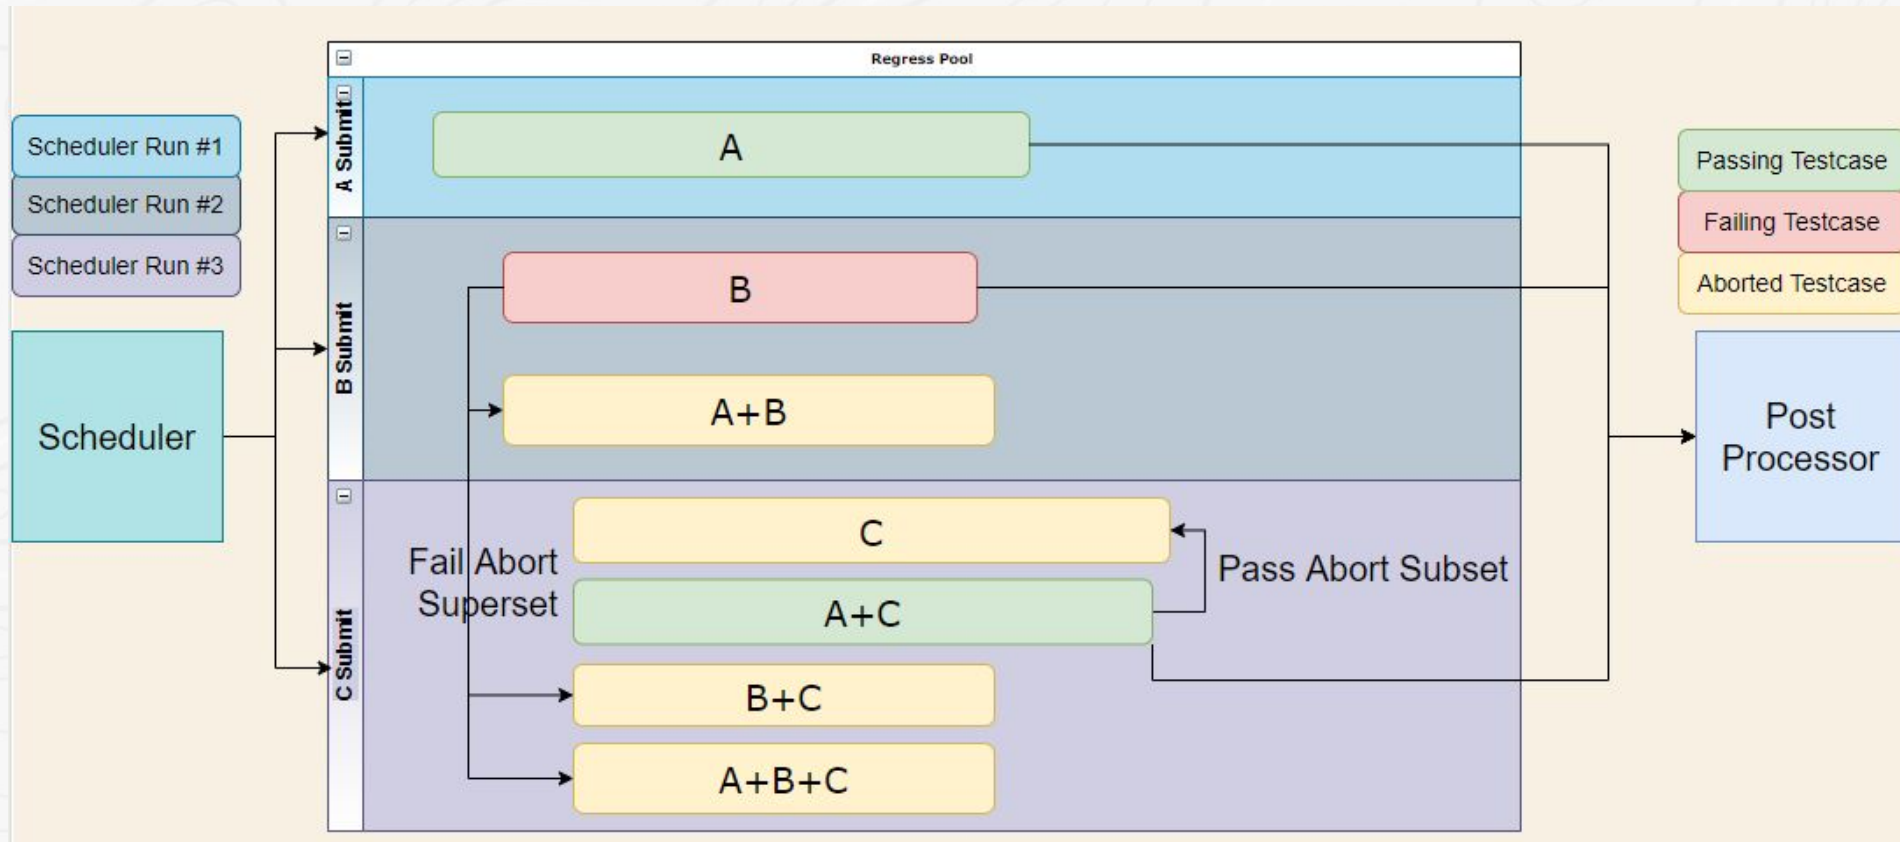 Regress Pool
Scheduler Run #1
Scheduler Run #2
Scheduler Run #3
Scheduler
A Submit
A
B Submit
B
A+B
C Submit
C
Fail Abort
Superset
A+C
Pass Abort Subset
B+C
A+B+C
Passing Testcase
Failing Testcase
Aborted Testcase
Post
Processor